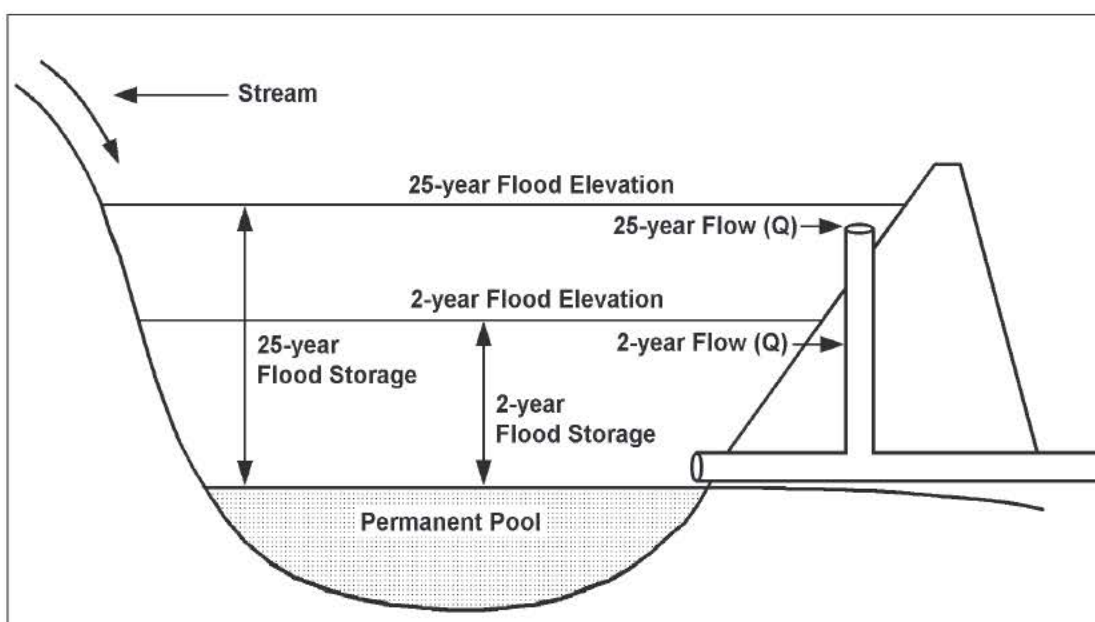 Stream
25-year Flood Elevation
25-year Flow (Q)
2-year Flood Elevation
25-year
Flood Storage
2-year Flow (Q)
2-year
Flood Storage
Permanent Pool